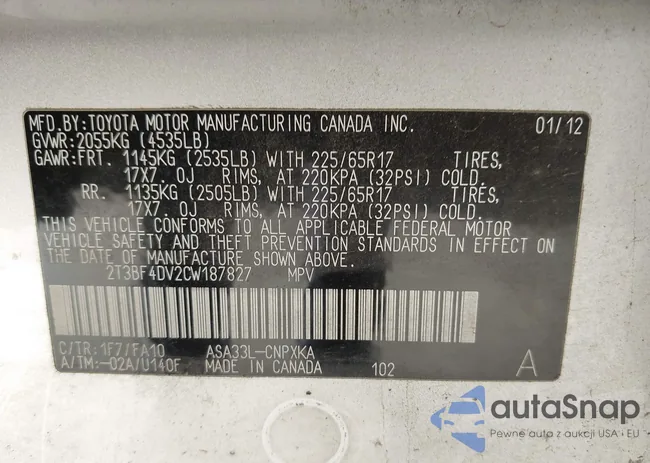 MFD.BY:TOYOTA MOTOR MANUFACTURING CANADA INC. 01/12
GVWR:2055KG (4535LB)
GAWR:FRT. 1145KG (2535LB) WITH 225/65R17 TIRES,
17X7.0J RIMS, AT 220KPA (32PSI) COLD.
RR. 1135KG (2505LB) WITH 225/65R17 TIRES,
17X7.0J RIMS, AT 220KPA (32PSI) COLD.
THIS VEHICLE CONFORMS TO ALL APPLICABLE FEDERAL MOTOR
VEHICLE SAFETY AND THEFT PREVENTION STANDARDS IN EFFECT ON
THE DATE OF MANUFACTURE SHOWN ABOVE.
2T3BF4DV2CW187827 MPV
C/TR:1F7/FA10 ASA33L-CNPXKA
A/TM:-02A/U140F MADE IN CANADA 102 A
autaSnap
Pewne auta z aukcji USA i EU